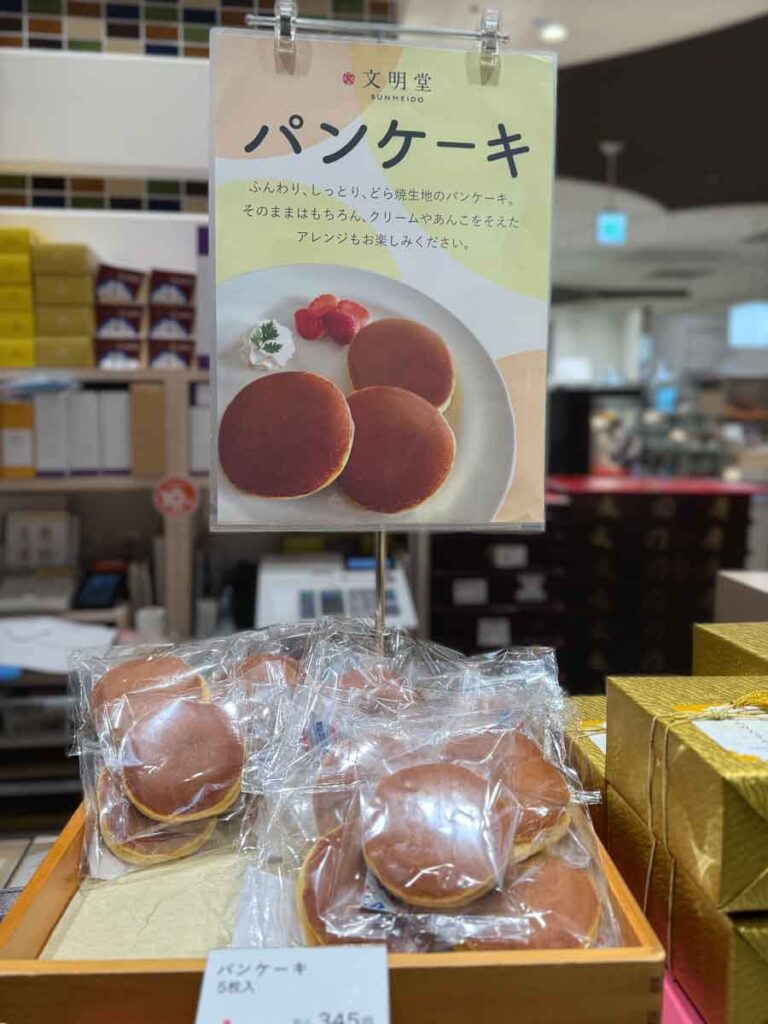 文明堂
BUNMEIDO
パンケーキ
ふんわり、しっとり、どら焼生地のパンケーキ。
そのままはもちろん、クリームやあんこをそえた
アレンジもお楽しみください。
パンケーキ
5枚入
345